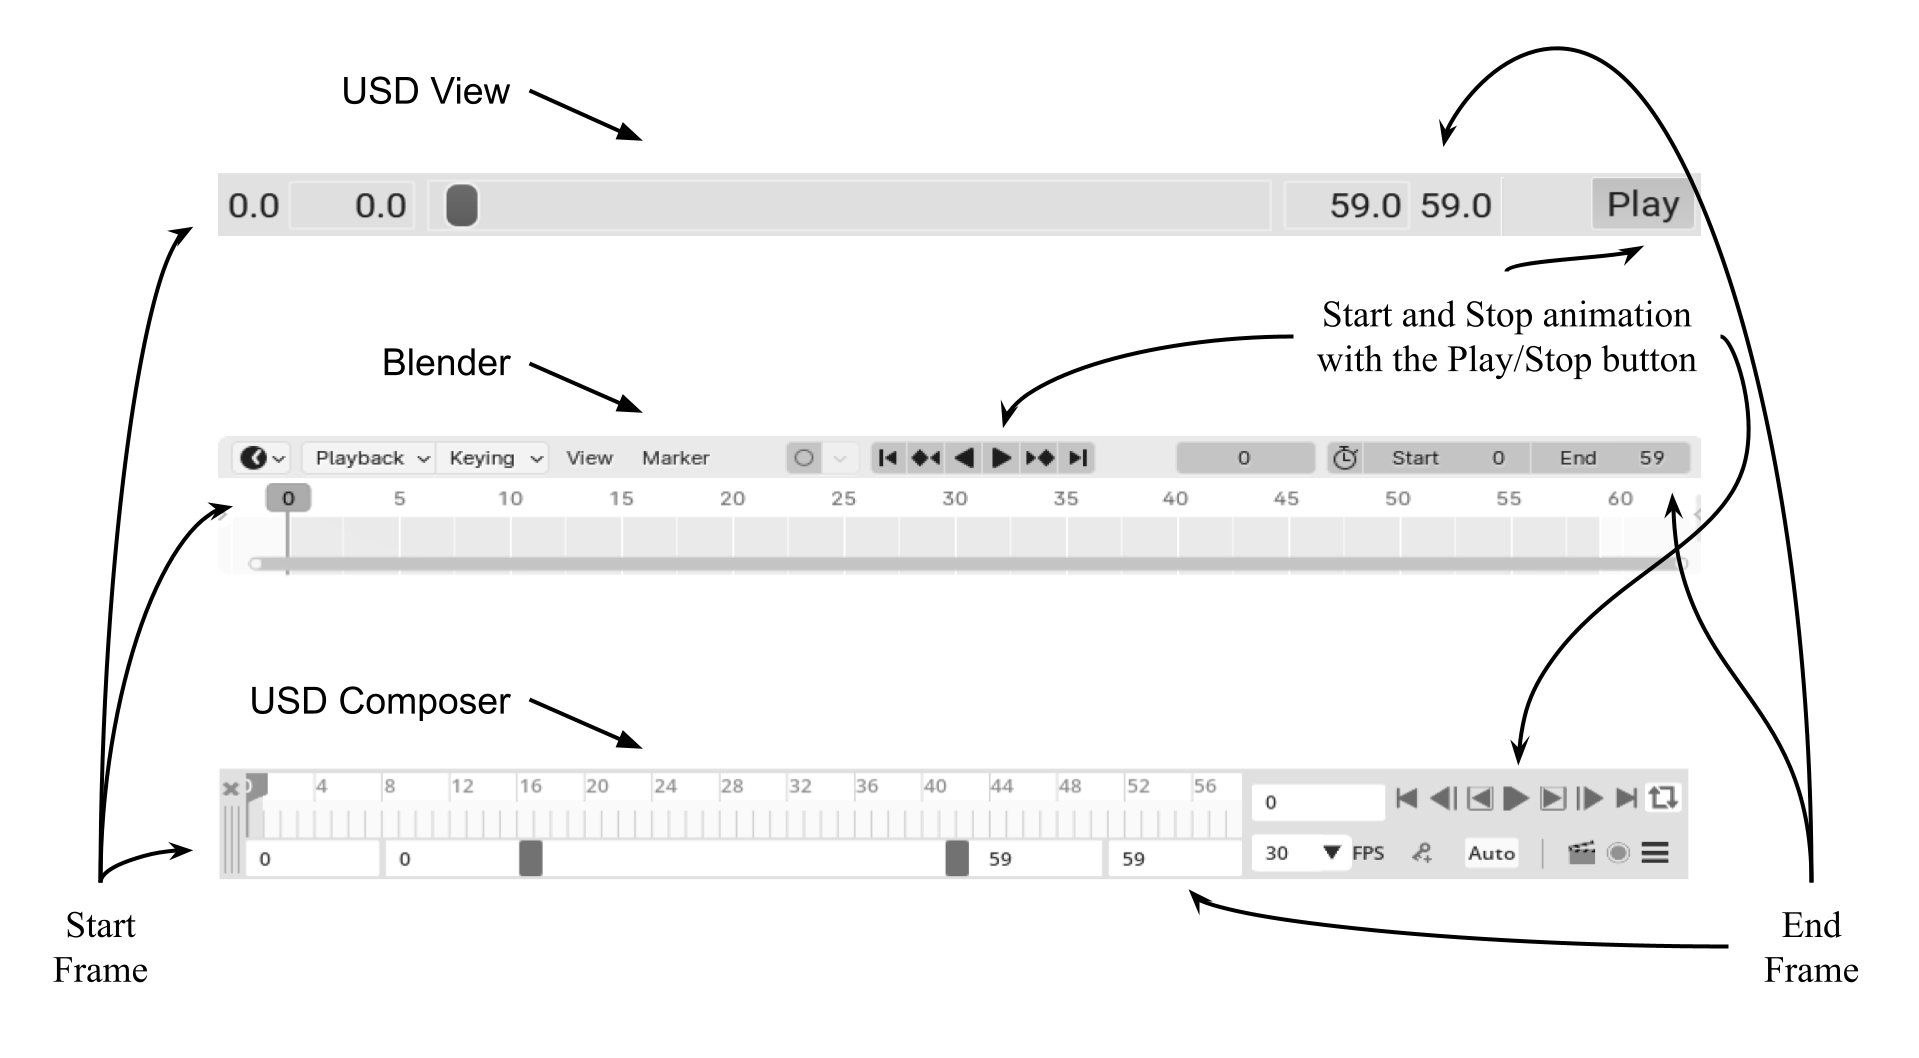 USD View
0.0 0.0 59.0 59.0 Play
Start and Stop animation
with the Play/Stop button
Blender
Playback Keying View Marker 0 Start 0 End 59
0 5 10 15 20 25 30 35 40 45 50 55 60
USD Composer
0 4 8 12 16 20 24 28 32 36 40 44 48 52 56
0
0 0 59 59
30 FPS Auto
Start
Frame
End
Frame